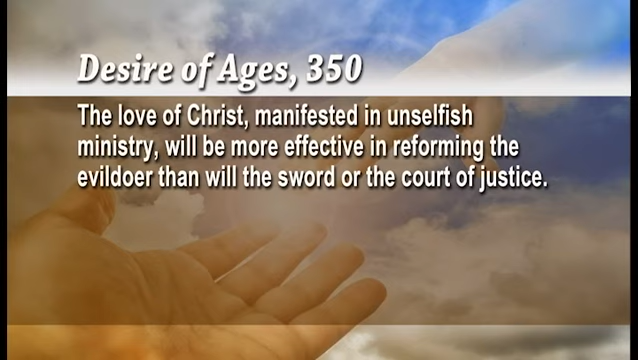 Desire of Ages, 350
The love of Christ, manifested in unselfish
ministry, will be more effective in reforming the
evildoer than will the sword or the court of justice.